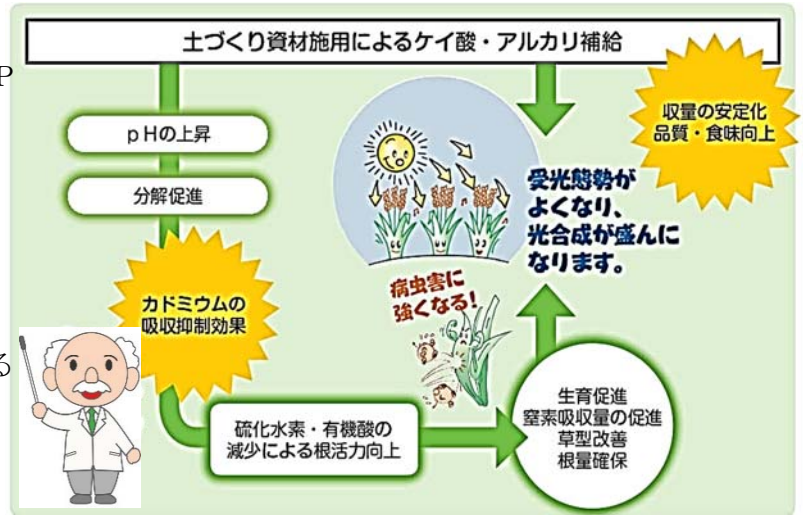 土づくり資材施用によるケイ酸・アルカリ補給
P
収量の安定化
品質・食味向上
pHの上昇
分解促進
受光態勢が
よくなり、
光合成が盛んに
なります。
カドミウムの
吸収抑制効果
病虫害に
強くなる!
る
硫化水素・有機酸の
減少による根活力向上
生育促進
窒素吸収量の促進
草型改善
根量確保